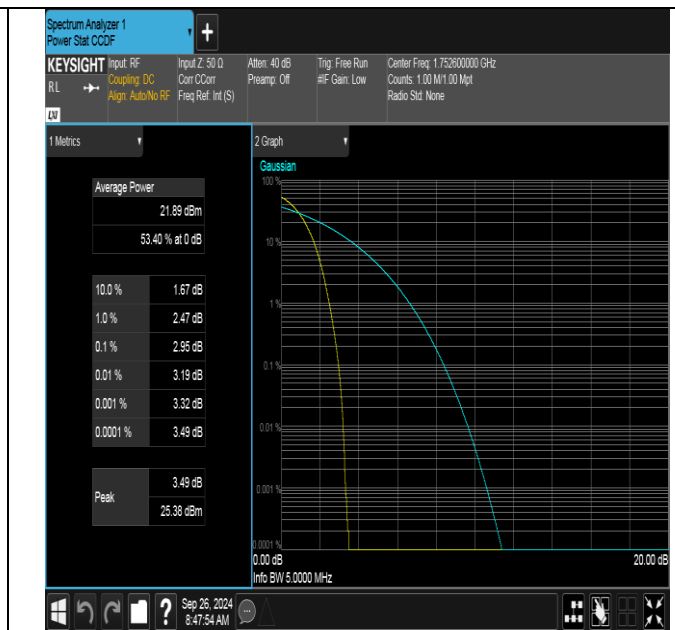 Spectrum Analyzer 1
Power Stat CCDF
+
KEYSIGHT
RL
LXI
Input: RF
Coupling: DC
Align: Auto/No RF
Input Z: 50 Ω
Corr CCorr
Freq Ref: Int (S)
Atten: 40 dB
Preamp: Off
Trig: Free Run
#IF Gain: Low
Center Freq: 1.752600000 GHz
Counts: 1.00 M/1.00 Mpt
Radio Std: None
1 Metrics
Average Power
21.89 dBm
53.40 % at 0 dB
10.0 % 1.67 dB
1.0 % 2.47 dB
0.1 % 2.95 dB
0.01 % 3.19 dB
0.001 % 3.32 dB
0.0001 % 3.49 dB
Peak
3.49 dB
25.38 dBm
2 Graph
Gaussian
100 %
10 %
1 %
0.1 %
0.01 %
0.001 %
0.0001 %
0.00 dB 20.00 dB
Info BW 5.0000 MHz
?
Sep 26, 2024
8:47:54 AM